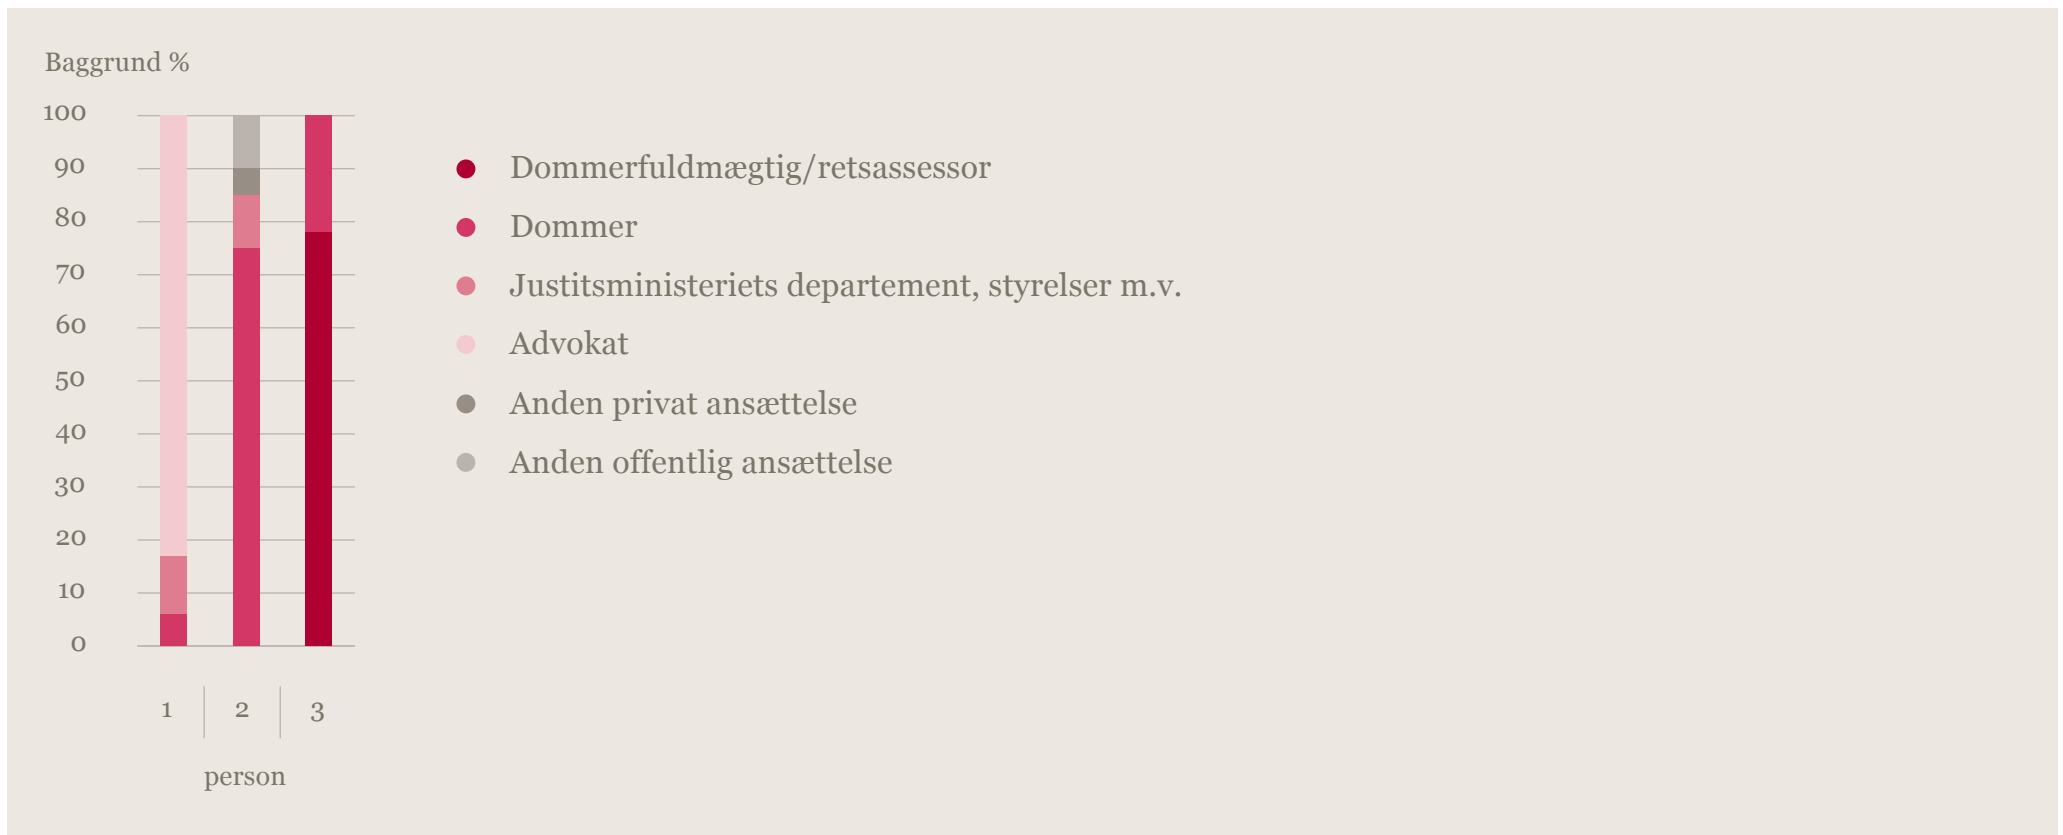 Baggrund %
100
90
80
70
60
50
40
30
20
10
0
1 2 3
person
Dommerfuldmægtig/retsassessor
Dommer
Justitsministeriets departement, styrelser m.v.
Advokat
Anden privat ansættelse
Anden offentlig ansættelse